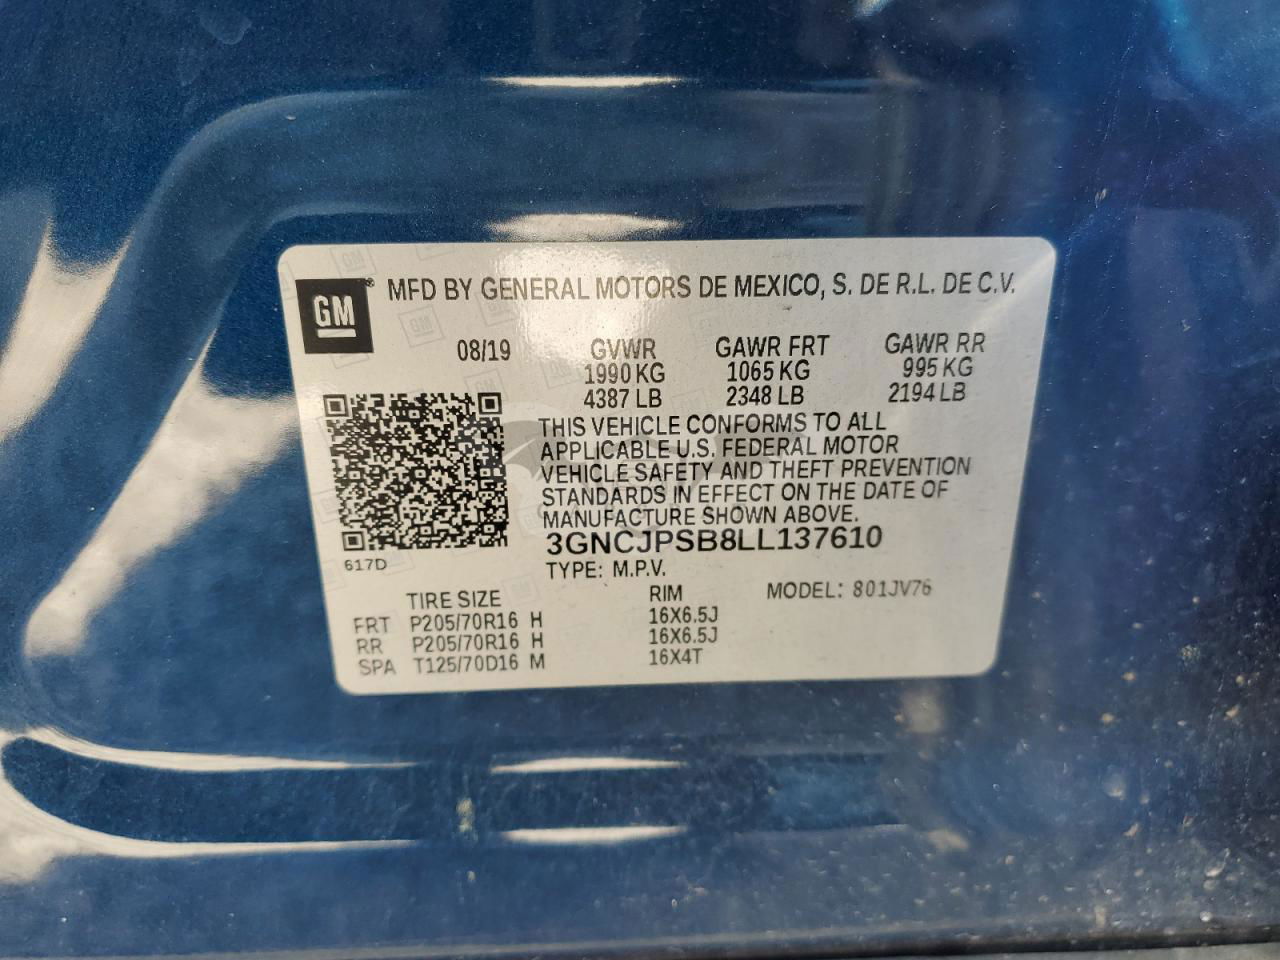 GM ® MFD BY GENERAL MOTORS DE MEXICO, S. DE R.L. DE C.V.
08/19 GVWR GAWR FRT GAWR RR
1990 KG 1065 KG 995 KG
4387 LB 2348 LB 2194 LB
THIS VEHICLE CONFORMS TO ALL
APPLICABLE U.S. FEDERAL MOTOR
VEHICLE SAFETY AND THEFT PREVENTION
STANDARDS IN EFFECT ON THE DATE OF
MANUFACTURE SHOWN ABOVE.
3GNCJPSB8LL137610
617D
TYPE: M.P.V.
TIRE SIZE RIM MODEL: 801JV76
FRT P205/70R16 H 16X6.5J
RR P205/70R16 H 16X6.5J
SPA T125/70D16 M 16X4T